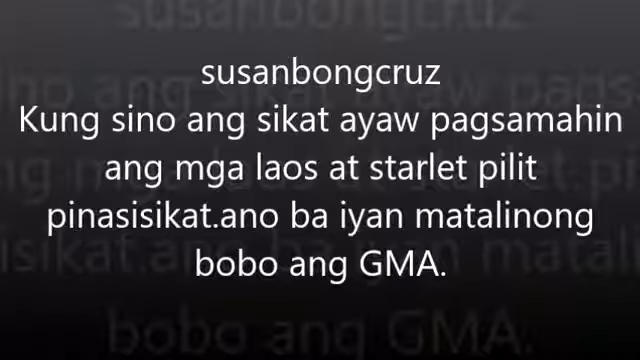 susanbongcruz
Kung sino ang sikat ayaw pagsamahin
ang mga laos at starlet pilit
pinasisikat.ano ba iyan matalinong
bobo ang GMA.